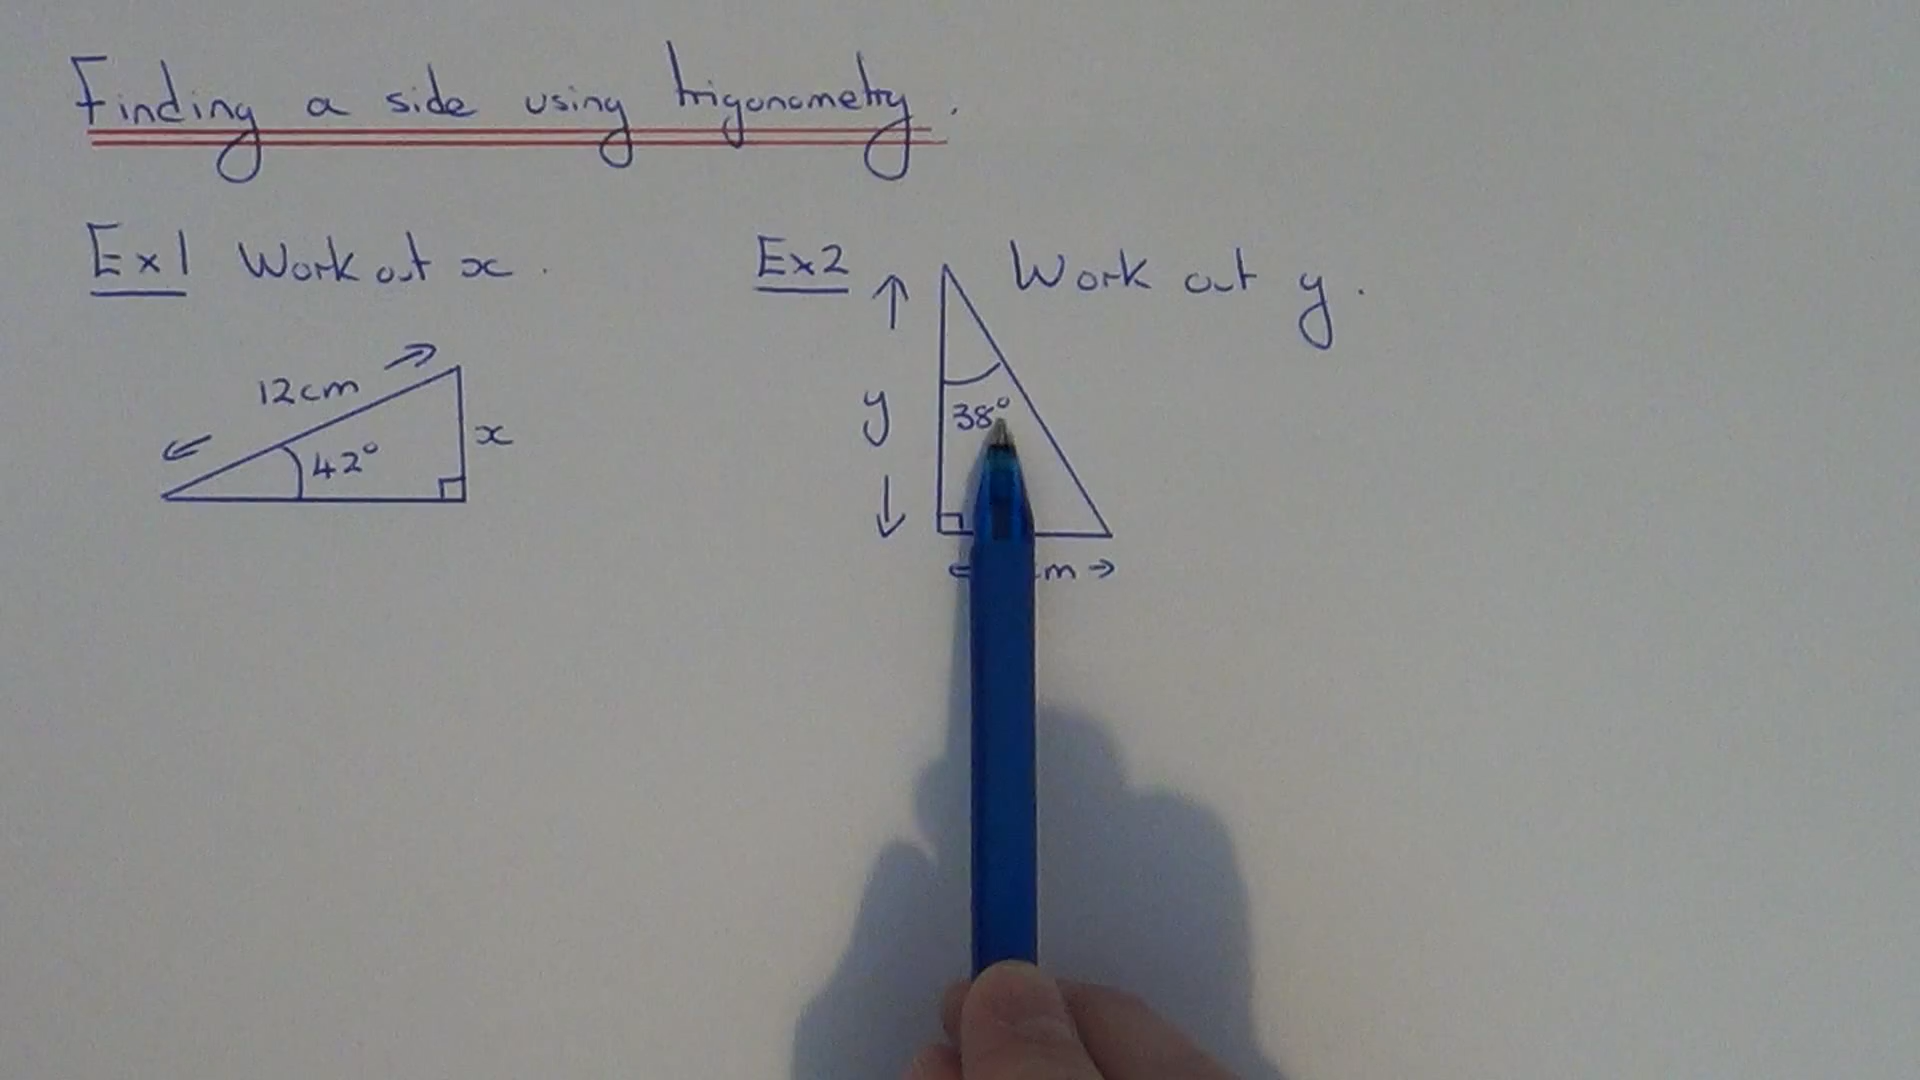 Finding a side using trigonometry.
Ex1 Work out x.
12cm
42°
x
Ex2 Work out y.
y
38°
m